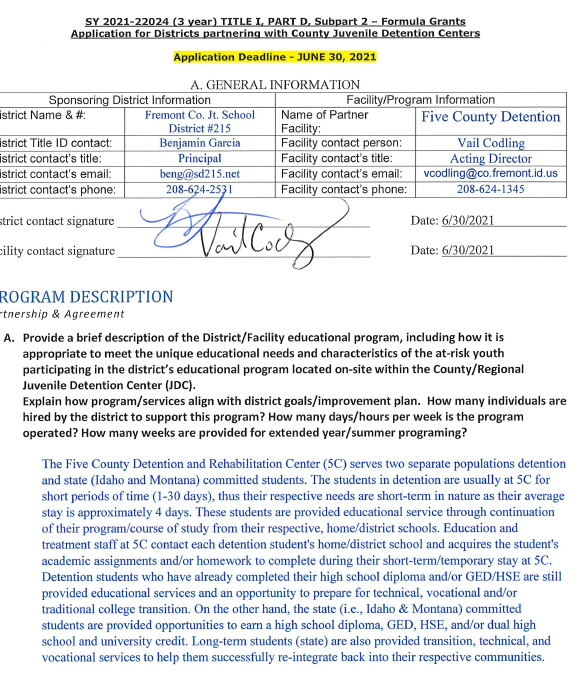 SY 2021-22024 (3 year) TITLE I, PART D, Subpart 2 – Formula Grants
Application for Districts partnering with County Juvenile Detention Centers
Application Deadline - JUNE 30, 2021
A. GENERAL INFORMATION
Sponsoring District Information Facility/Program Information
istrict Name & #: Fremont Co. Jt. School District #215 Name of Partner Facility: Five County Detention
istrict Title ID contact: Benjamin Garcia Facility contact person: Vail Codling
istrict contact's title: Principal Facility contact's title: Acting Director
istrict contact's email: beng@sd215.net Facility contact's email: vcodling@co.fremont.id.us
istrict contact's phone: 208-624-2531 Facility contact's phone: 208-624-1345
strict contact signature Date: 6/30/2021
cility contact signature Date: 6/30/2021
ROGRAM DESCRIPTION
rtnership & Agreement
A. Provide a brief description of the District/Facility educational program, including how it is
appropriate to meet the unique educational needs and characteristics of the at-risk youth
participating in the district's educational program located on-site within the County/Regional
Juvenile Detention Center (JDC).
Explain how program/services align with district goals/improvement plan. How many individuals are
hired by the district to support this program? How many days/hours per week is the program
operated? How many weeks are provided for extended year/summer programing?
The Five County Detention and Rehabilitation Center (5C) serves two separate populations detention
and state (Idaho and Montana) committed students. The students in detention are usually at 5C for
short periods of time (1-30 days), thus their respective needs are short-term in nature as their average
stay is approximately 4 days. These students are provided educational service through continuation
of their program/course of study from their respective, home/district schools. Education and
treatment staff at 5C contact each detention student's home/district school and acquires the student's
academic assignments and/or homework to complete during their short-term/temporary stay at 5C.
Detention students who have already completed their high school diploma and/or GED/HSE are still
provided educational services and an opportunity to prepare for technical, vocational and/or
traditional college transition. On the other hand, the state (i.e., Idaho & Montana) committed
students are provided opportunities to earn a high school diploma, GED, HSE, and/or dual high
school and university credit. Long-term students (state) are also provided transition, technical, and
vocational services to help them successfully re-integrate back into their respective communities.